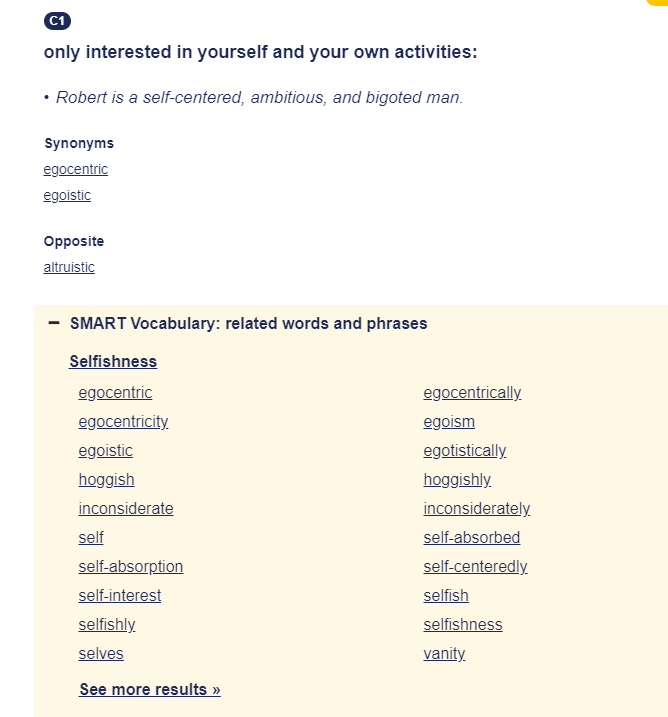 C1
only interested in yourself and your own activities:
• Robert is a self-centered, ambitious, and bigoted man.
Synonyms
egocentric
egoistic
Opposite
altruistic
– SMART Vocabulary: related words and phrases
Selfishness
egocentric egocentrically
egocentricity egoism
egoistic egotistically
hoggish hoggishly
inconsiderate inconsiderately
self self-absorbed
self-absorption self-centeredly
self-interest selfish
selfishly selfishness
selves vanity
See more results »